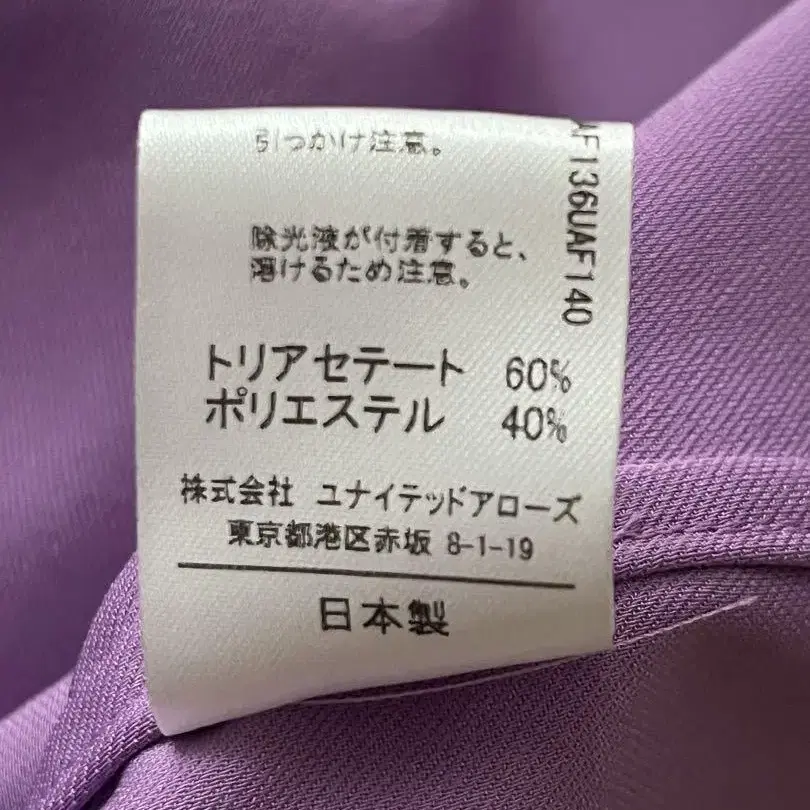 引っかけ注意。
除光液が付着すると、
溶けるため注意。
トリアセテート 60%
ポリエステル 40%
株式会社 ユナイテッドアローズ
東京都港区赤坂 8-1-19
日本製
AF136UAF140